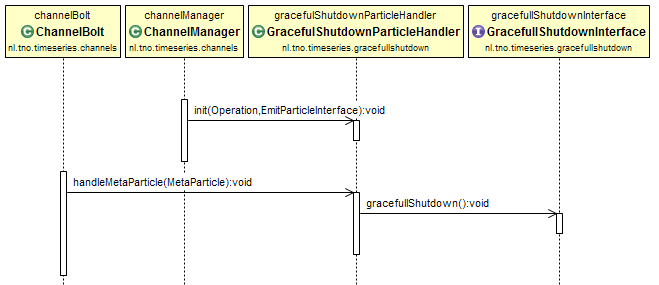 channelBolt
C ChannelBolt
nl.tno.timeseries.channels
channelManager
C ChannelManager
nl.tno.timeseries.channels
gracefulShutdownParticleHandler
C GracefulShutdownParticleHandler
nl.tno.timeseries.gracefullshutdown
gracefullShutdownInterface
I GracefullShutdownInterface
nl.tno.timeseries.gracefullshutdown
init(Operation,EmitParticleInterface):void
handleMetaParticle(MetaParticle):void
gracefullShutdown():void